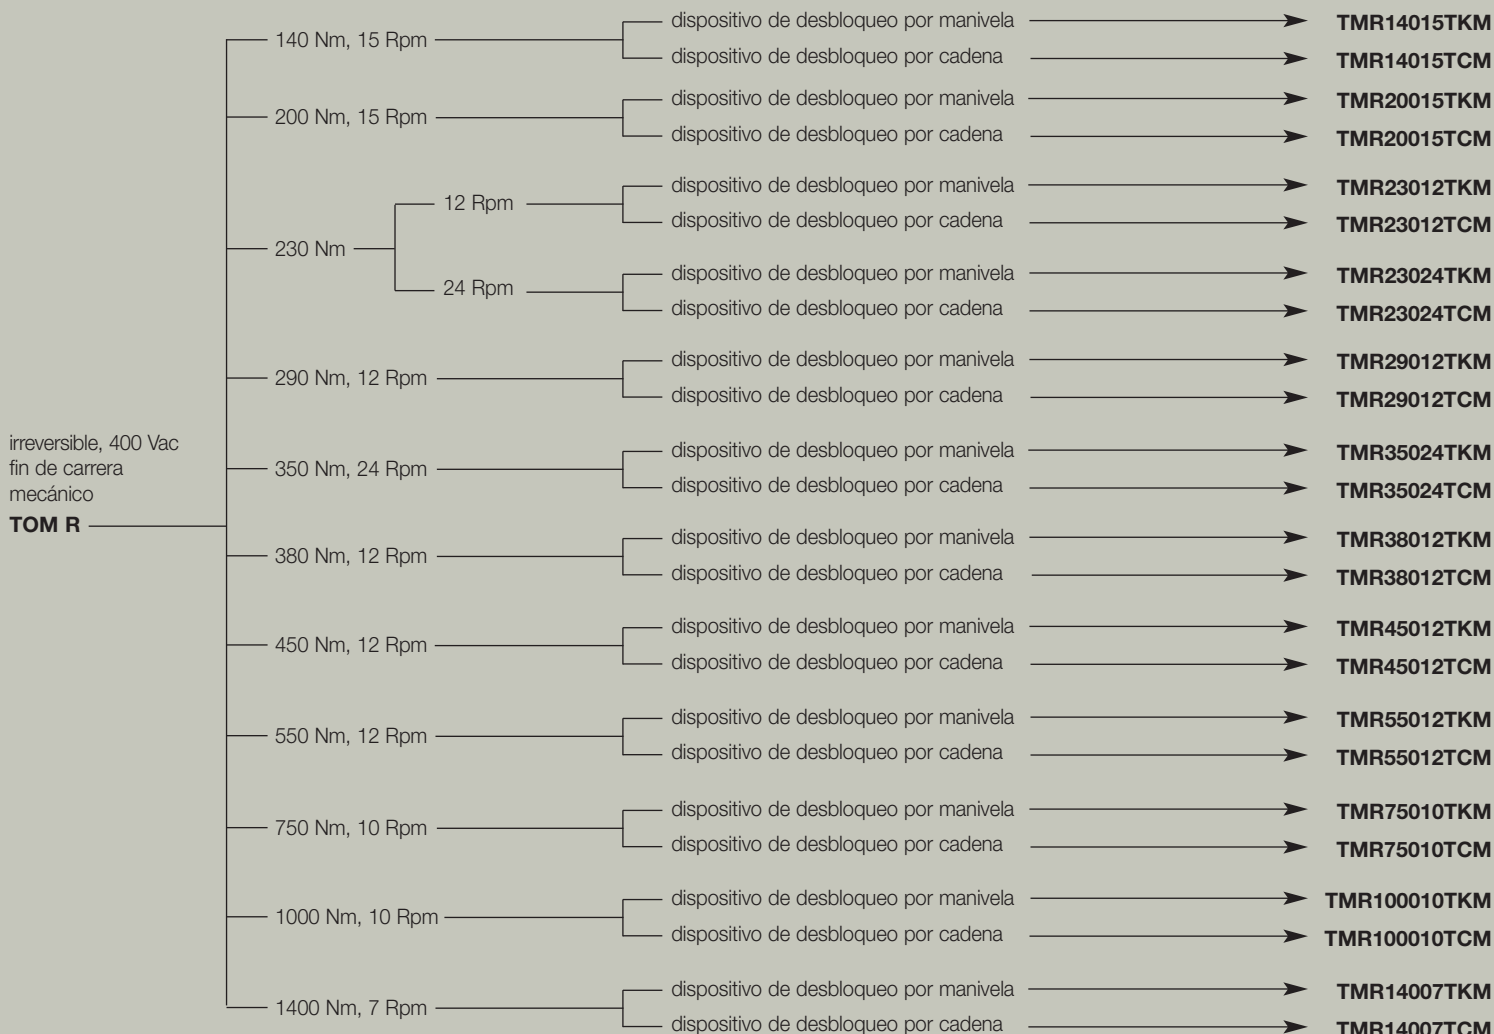 140 Nm, 15 Rpm
dispositivo de desbloqueo por manivela
TMR14015TKM
dispositivo de desbloqueo por cadena
TMR14015TCM
200 Nm, 15 Rpm
dispositivo de desbloqueo por manivela
TMR20015TKM
dispositivo de desbloqueo por cadena
TMR20015TCM
230 Nm
12 Rpm
dispositivo de desbloqueo por manivela
TMR23012TKM
dispositivo de desbloqueo por cadena
TMR23012TCM
24 Rpm
dispositivo de desbloqueo por manivela
TMR23024TKM
dispositivo de desbloqueo por cadena
TMR23024TCM
290 Nm, 12 Rpm
dispositivo de desbloqueo por manivela
TMR29012TKM
dispositivo de desbloqueo por cadena
TMR29012TCM
irreversible, 400 Vac
fin de carrera
mecánico
TOM R
350 Nm, 24 Rpm
dispositivo de desbloqueo por manivela
TMR35024TKM
dispositivo de desbloqueo por cadena
TMR35024TCM
380 Nm, 12 Rpm
dispositivo de desbloqueo por manivela
TMR38012TKM
dispositivo de desbloqueo por cadena
TMR38012TCM
450 Nm, 12 Rpm
dispositivo de desbloqueo por manivela
TMR45012TKM
dispositivo de desbloqueo por cadena
TMR45012TCM
550 Nm, 12 Rpm
dispositivo de desbloqueo por manivela
TMR55012TKM
dispositivo de desbloqueo por cadena
TMR55012TCM
750 Nm, 10 Rpm
dispositivo de desbloqueo por manivela
TMR75010TKM
dispositivo de desbloqueo por cadena
TMR75010TCM
1000 Nm, 10 Rpm
dispositivo de desbloqueo por manivela
TMR100010TKM
dispositivo de desbloqueo por cadena
TMR100010TCM
1400 Nm, 7 Rpm
dispositivo de desbloqueo por manivela
TMR14007TKM
dispositivo de desbloqueo por cadena
TMR14007TCM